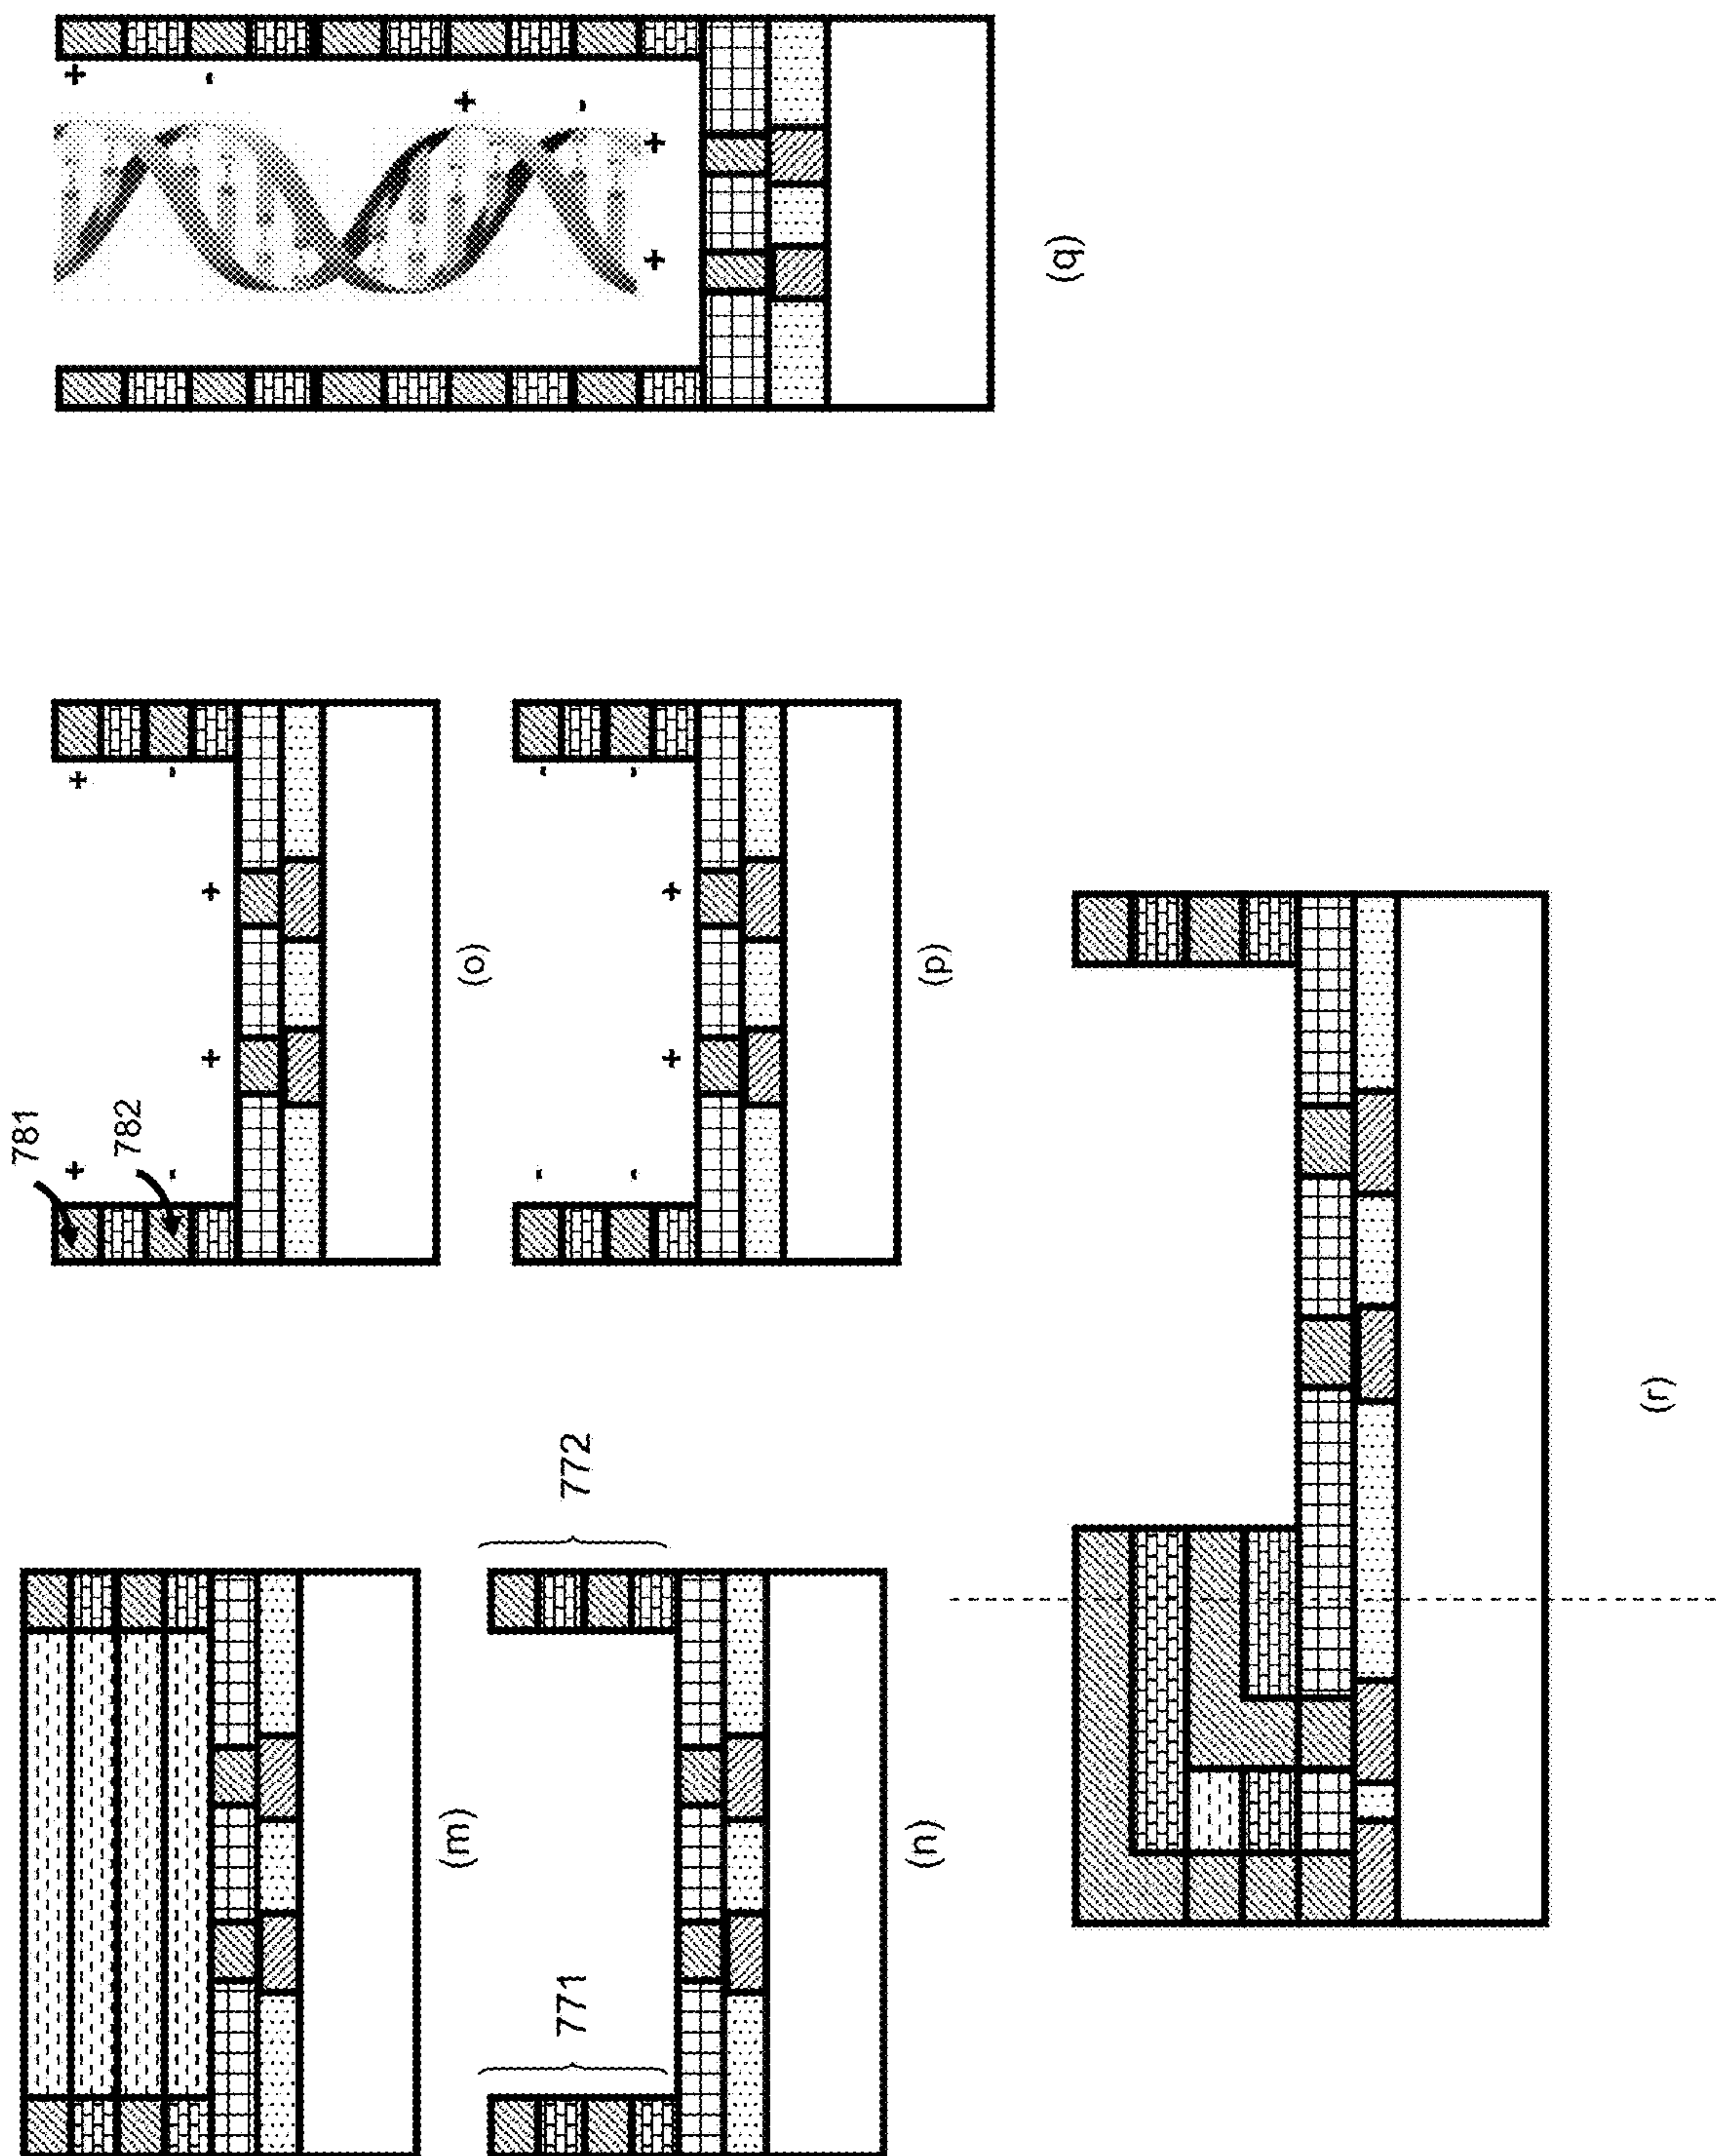 (m)
771
772
(n)
781
+ +
782
- -
+ +
(o)
- -
- -
+ +
(p)
+
-
+
-
+ +
(q)
(r)